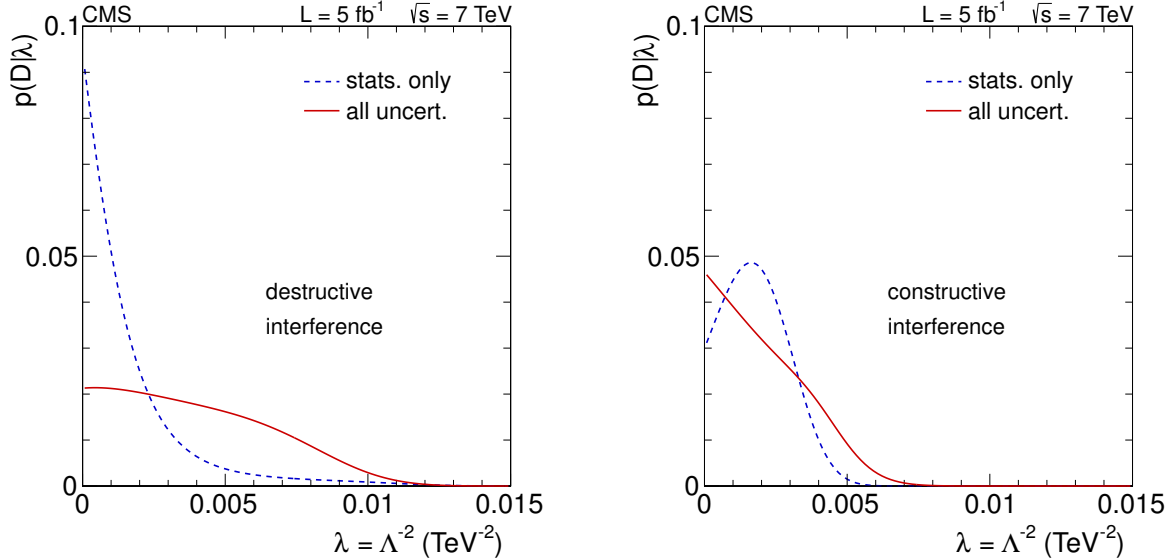 CMS L = 5 fb⁻¹ √s = 7 TeV
p(D|λ)
0.1
0.05
0
stats. only
all uncert.
destructive
interference
0 0.005 0.01 0.015
λ = Λ⁻² (TeV⁻²)
CMS L = 5 fb⁻¹ √s = 7 TeV
p(D|λ)
0.1
0.05
0
stats. only
all uncert.
constructive
interference
0 0.005 0.01 0.015
λ = Λ⁻² (TeV⁻²)